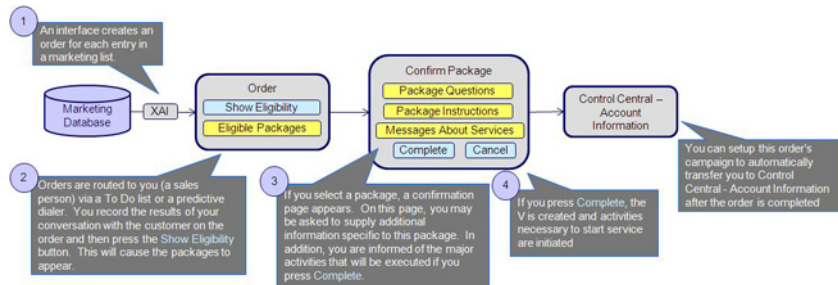 1
An interface creates an
order for each entry in
a marketing list.
Marketing
Database
XAI
Order
Show Eligibility
Eligible Packages
Confirm Package
Package Questions
Package Instructions
Messages About Services
Complete
Cancel
Control Central –
Account
Information
2
Orders are routed to you (a sales
person) via a To Do list or a predictive
dialer. You record the results of your
conversation with the customer on the
order and then press the Show Eligibility
button. This will cause the packages to
appear.
3
If you select a package, a confirmation
page appears. On this page, you may
be asked to supply additional
information specific to this package. In
addition, you are informed of the major
activities that will be executed if you
press Complete.
4
If you press Complete, the
V is created and activities
necessary to start service
are initiated
You can setup this order's
campaign to automatically
transfer you to Control
Central - Account Information
after the order is completed